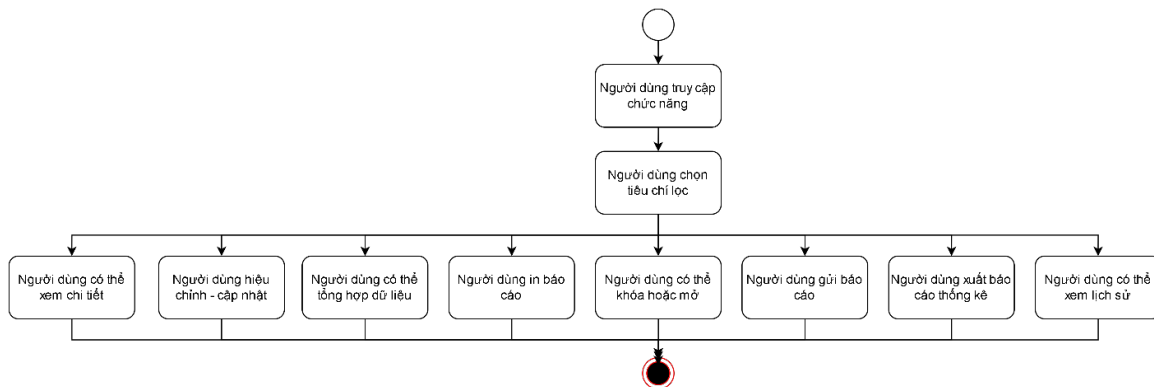 Người dùng truy cập
chức năng
Người dùng chọn
tiêu chí lọc
Người dùng có thể
xem chi tiết
Người dùng hiệu
chỉnh - cập nhật
Người dùng có thể
tổng hợp dữ liệu
Người dùng in báo
cáo
Người dùng có thể
khóa hoặc mở
Người dùng gửi báo
cáo
Người dùng xuất báo
cáo thống kê
Người dùng có thể
xem lịch sử